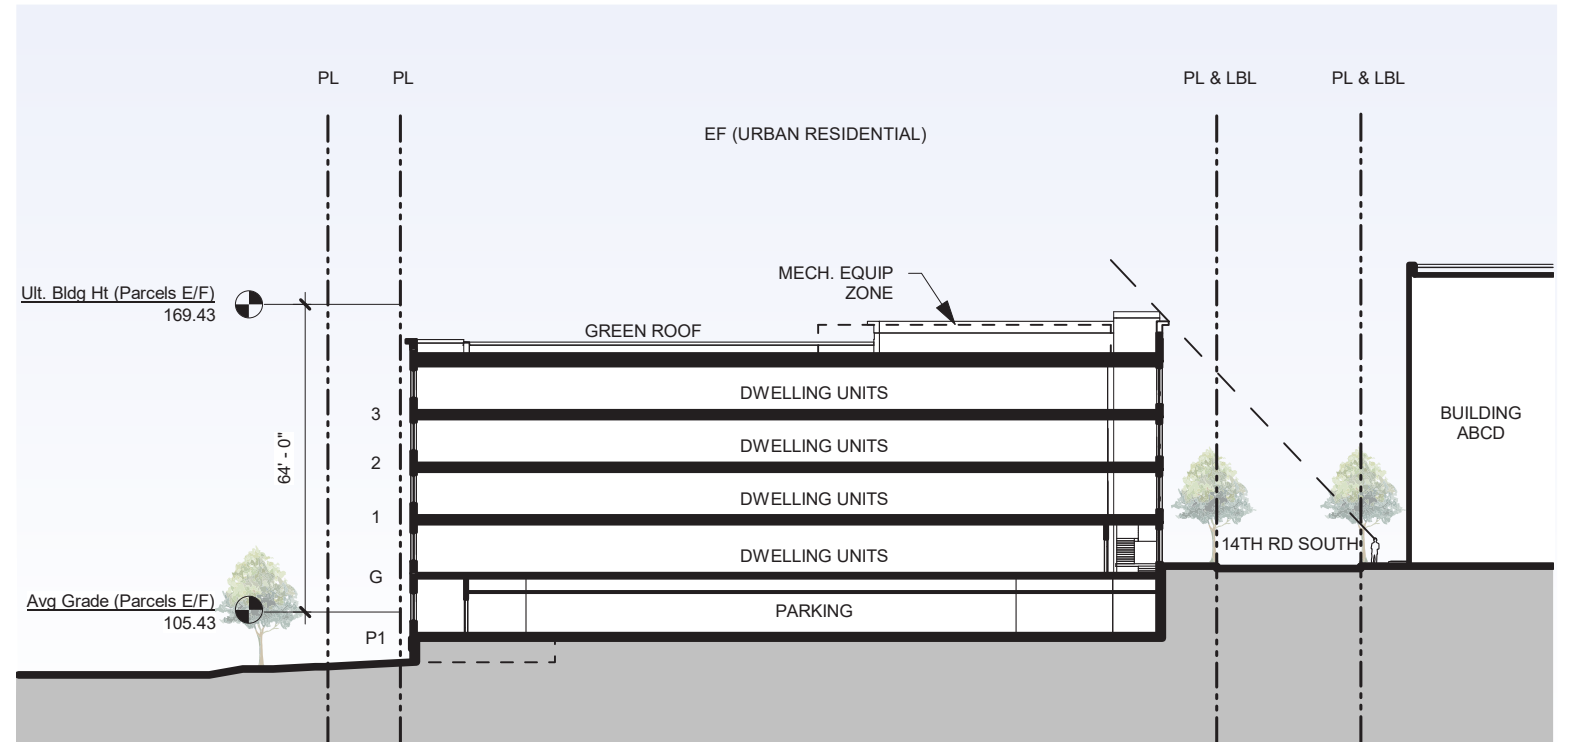 PL
PL
PL & LBL
PL & LBL
EF (URBAN RESIDENTIAL)
MECH. EQUIP
ZONE
Ult. Bldg Ht (Parcels E/F)
169.43
GREEN ROOF
DWELLING UNITS
3
BUILDING
ABCD
DWELLING UNITS
2
64' - 0"
DWELLING UNITS
1
14TH RD SOUTH
DWELLING UNITS
G
Avg Grade (Parcels E/F)
105.43
PARKING
P1